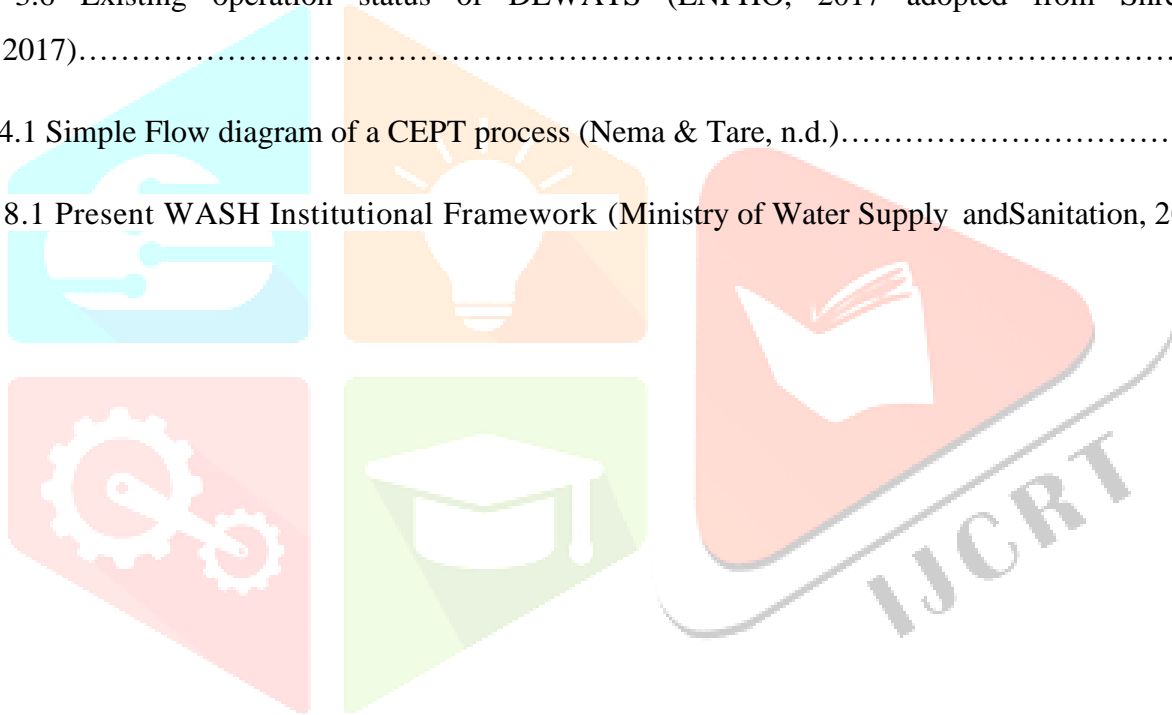 3.6 Existing operation status of DEWATS (ENPHO, 2017 adopted from
2017)……………………………………………………………………………………………
4.1 Simple Flow diagram of a CEPT process (Nema & Tare, n.d.)……………………………
8.1 Present WASH Institutional Framework (Ministry of Water Supply andSanitation,
IJCRT